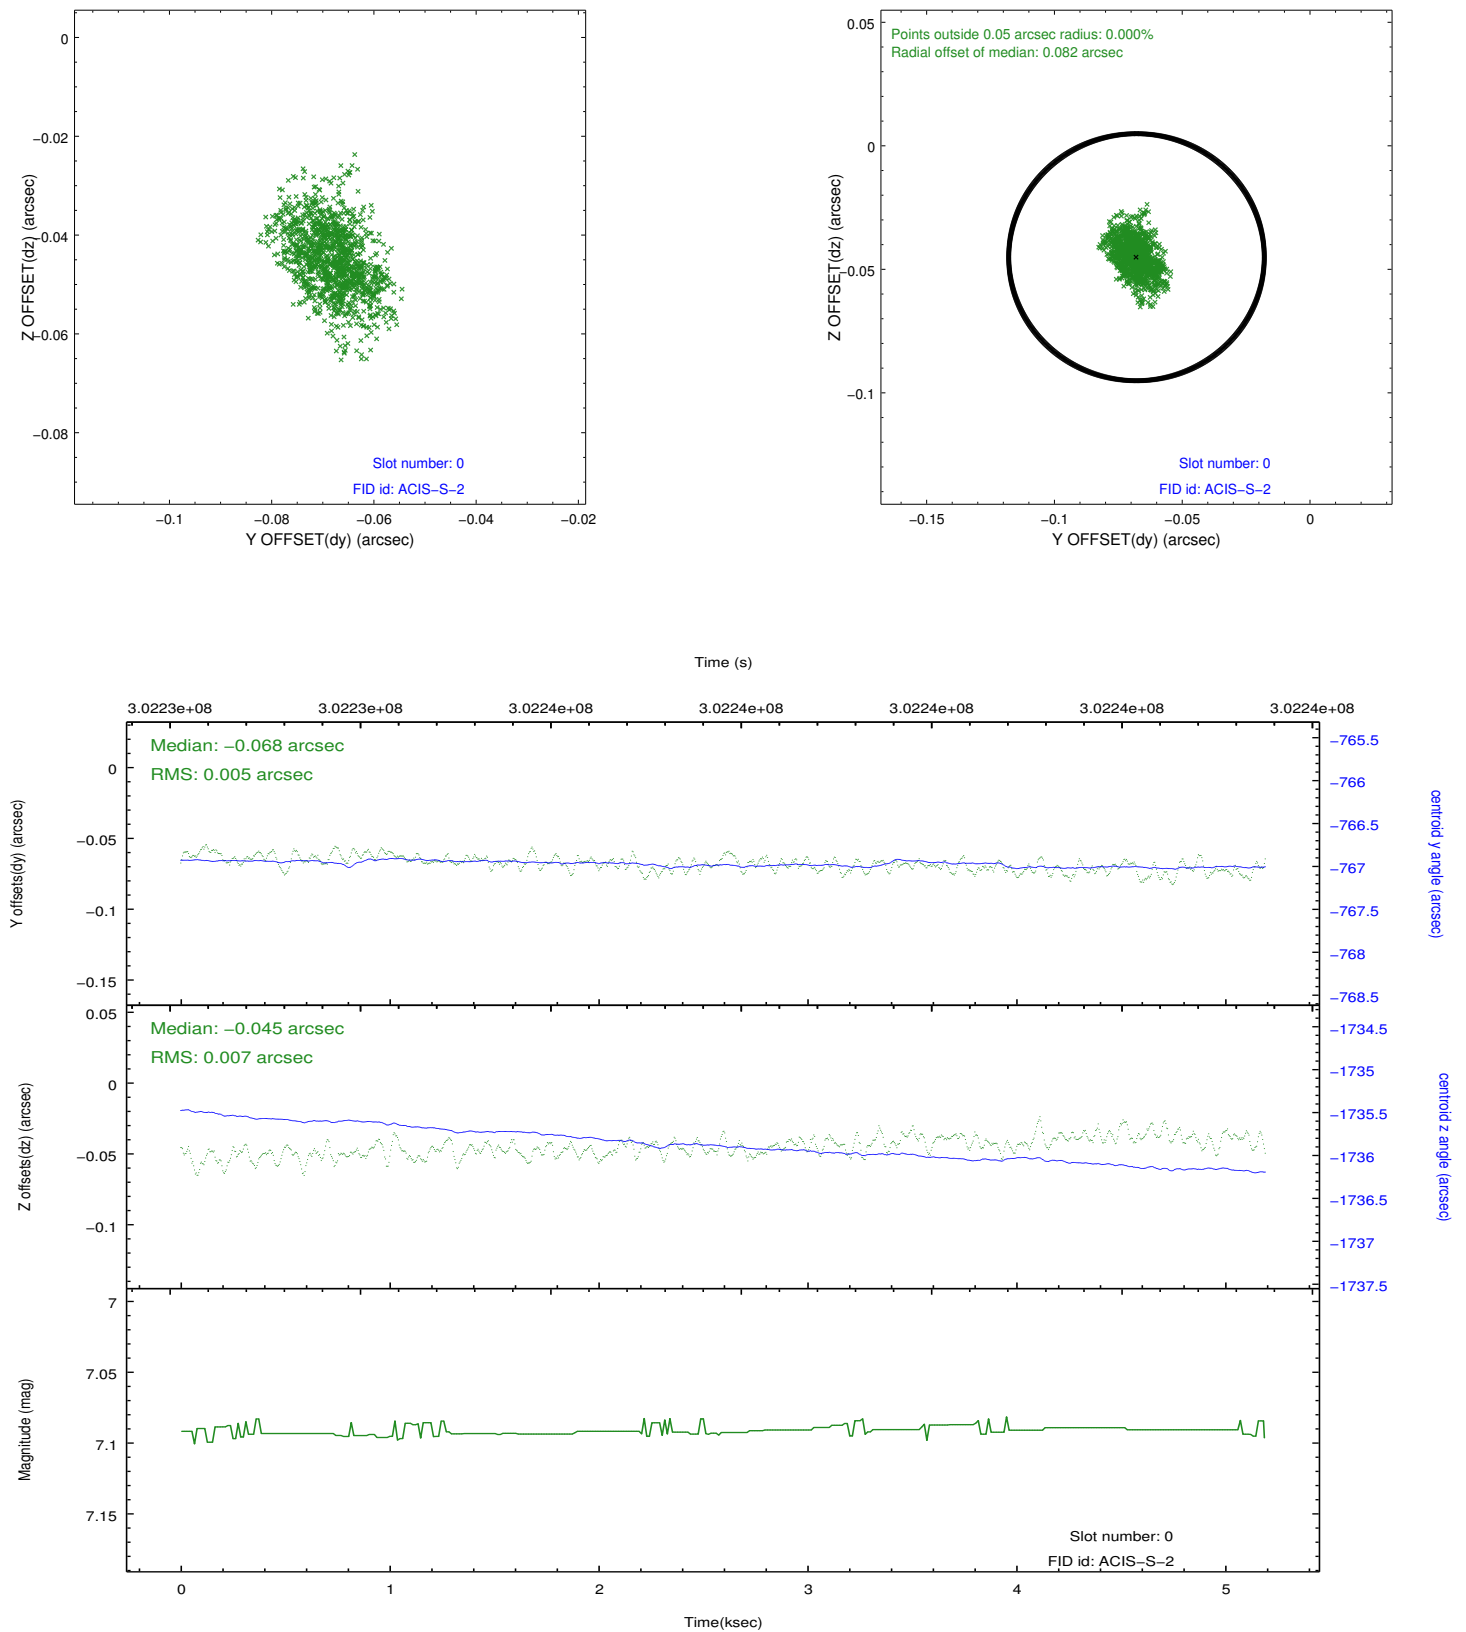 0
−0.02
−0.04
−0.06
−0.08
Z OFFSET(dz) (arcsec)
Slot number: 0
FID id: ACIS−S−2
−0.1
−0.08
−0.06
−0.04
−0.02
Y OFFSET(dy) (arcsec)
0.05
0
−0.05
−0.1
Z OFFSET(dz) (arcsec)
Points outside 0.05 arcsec radius: 0.000%
Radial offset of median: 0.082 arcsec
Slot number: 0
FID id: ACIS−S−2
−0.15
−0.1
−0.05
0
Y OFFSET(dy) (arcsec)
Time (s)
3.0223e+08
3.0223e+08
3.0224e+08
3.0224e+08
3.0224e+08
3.0224e+08
3.0224e+08
Median: −0.068 arcsec
RMS: 0.005 arcsec
0
−0.05
−0.1
−0.15
Y offsets(dy) (arcsec)
−765.5
−766
−766.5
−767
−767.5
−768
−768.5
centroid y angle (arcsec)
Median: −0.045 arcsec
RMS: 0.007 arcsec
0.05
0
−0.05
−0.1
Z offsets(dz) (arcsec)
−1734.5
−1735
−1735.5
−1736
−1736.5
−1737
−1737.5
centroid z angle (arcsec)
7
7.05
7.1
7.15
Magnitude (mag)
Slot number: 0
FID id: ACIS−S−2
0
1
2
3
4
5
Time(ksec)